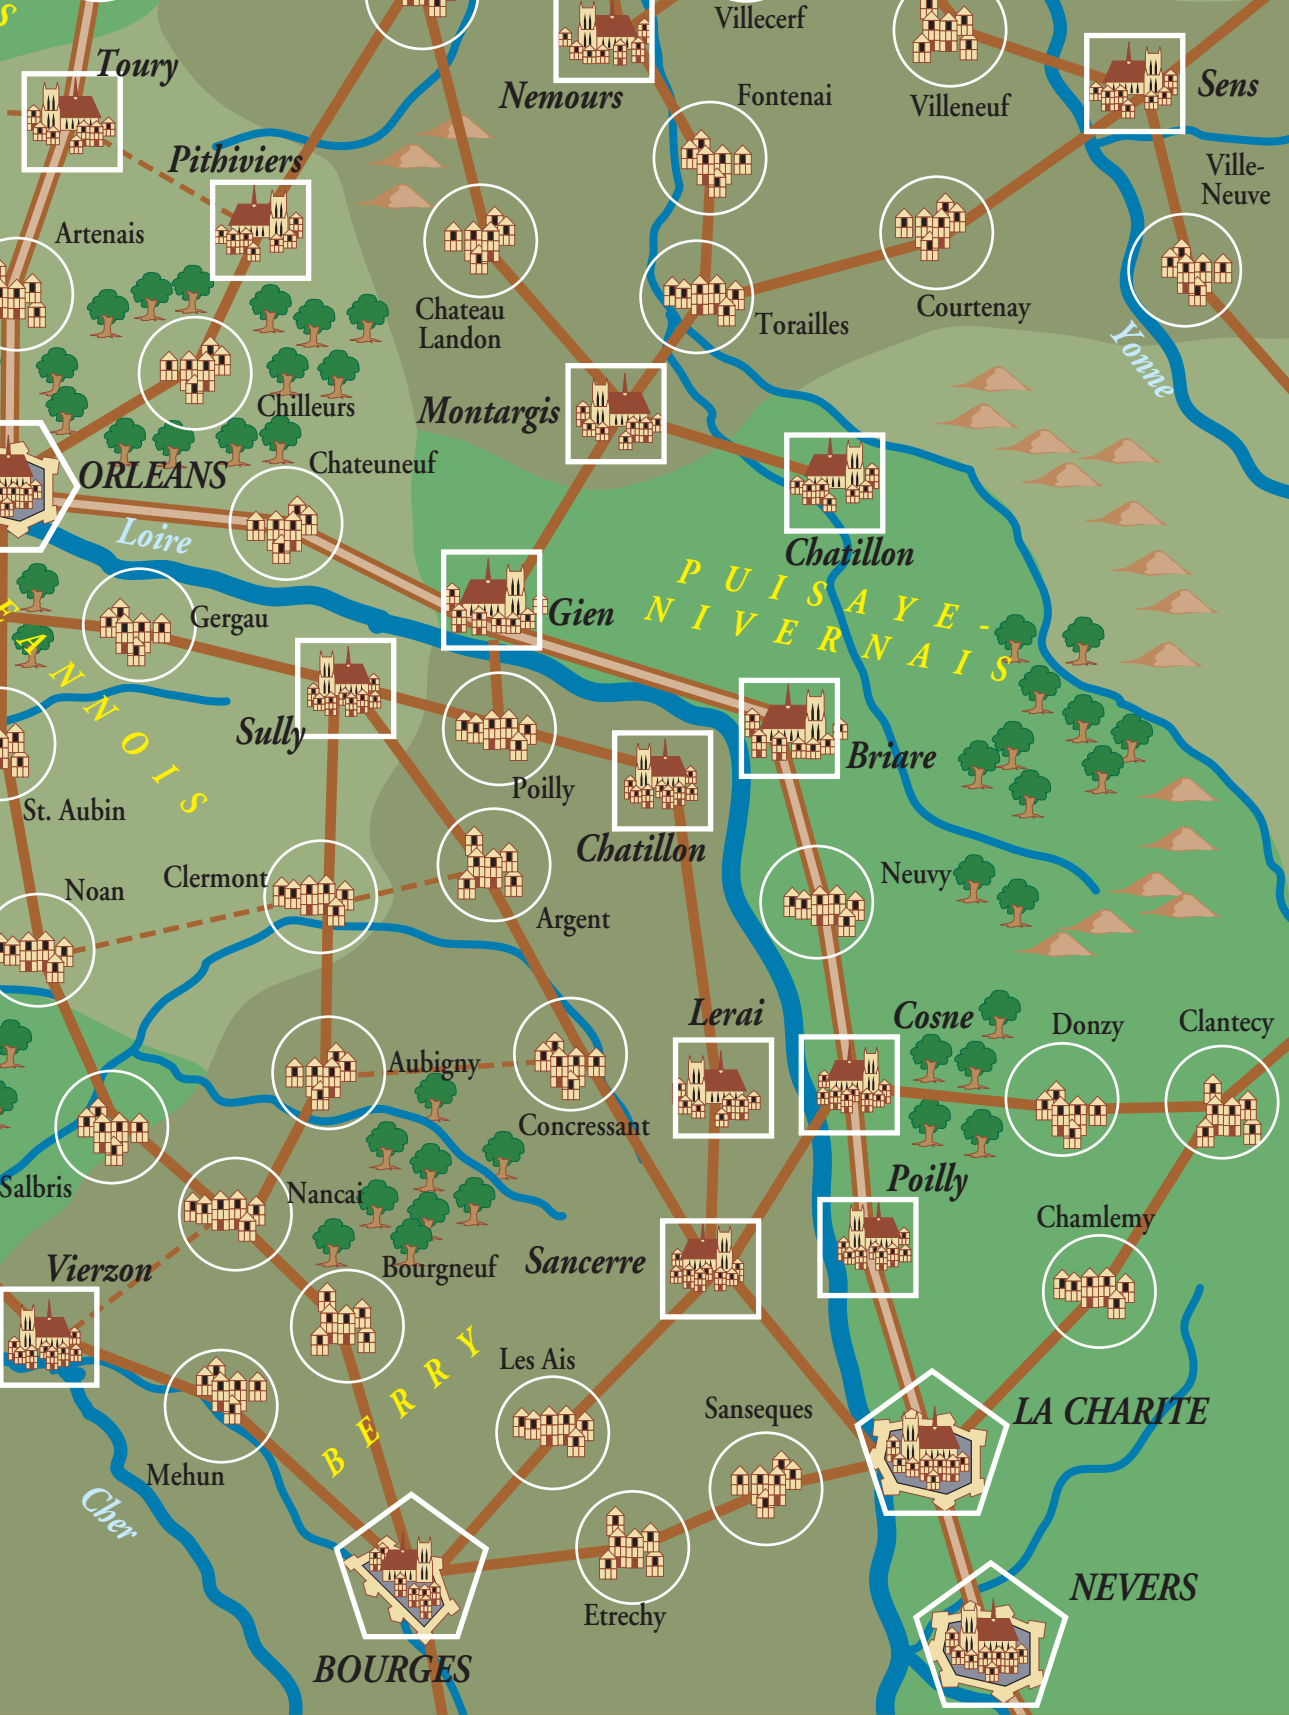 S
Villecerf
Toury
Nemours
Fontenai
Villeneuf
Sens
Pithiviers
Ville-
Neuve
Artenais
Chateau
Landon
Torailles
Courtenay
Yonne
Chilleurs
Montargis
ORLEANS
Chateuneuf
Loire
Chatillon
PUISAYE-
NIVERNAIS
Gergau
Gien
EANNOIS
Sully
Briare
Poilly
St. Aubin
Chatillon
Clermont
Noan
Neuvy
Argent
Lerai
Cosne
Donzy
Clantecy
Aubigny
Concressant
Salbris
Nancai
Poilly
Chamlemy
Vierzon
Bourgneuf
Sancerre
BERRY
Les Ais
Sanseques
LA CHARITE
Mehun
Cher
Etrechy
NEVERS
BOURGES